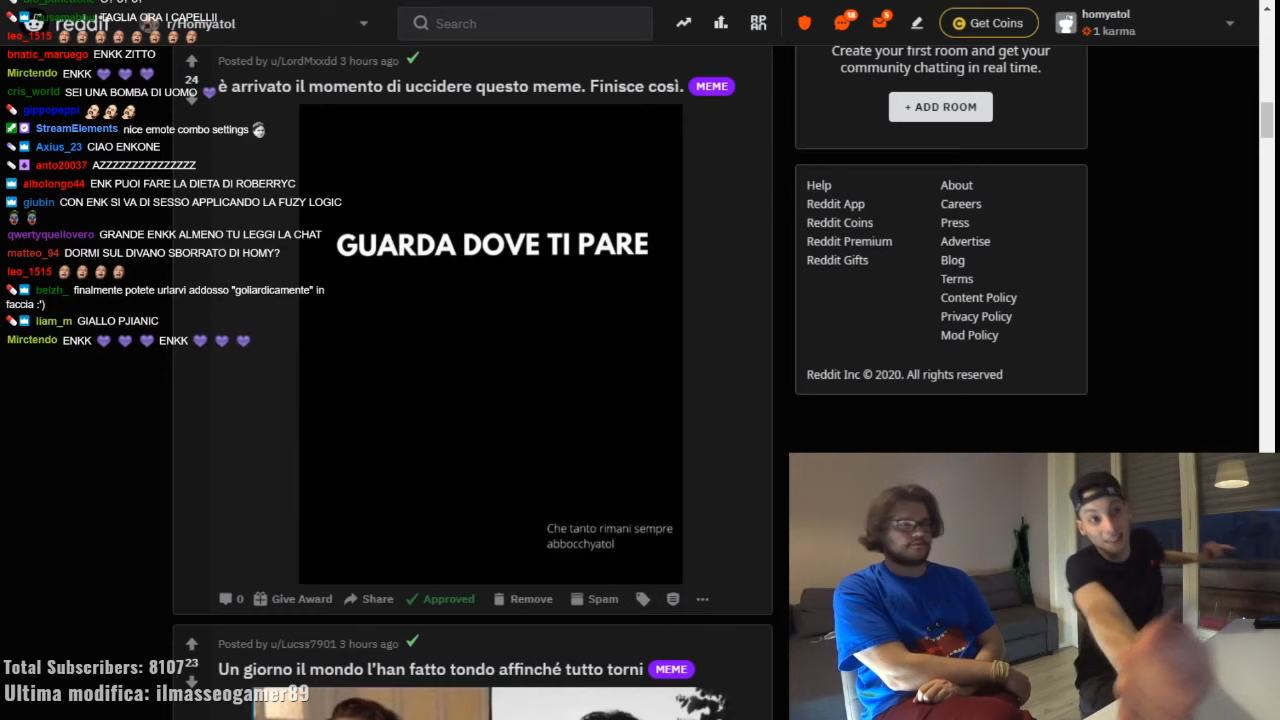 TAGLIA ORA I CAPELLI!
leo_1515
bnatic_maruego ENKK ZITTO
Mirctendo ENKK
cris_world SEI UNA BOMBA DI UOMO
gippopeppi
StreamElements nice emote combo settings
Axius_23 CIAO ENKONE
anto20037 AZZZZZZZZZZZZZZZ
albolongo44 ENK PUOI FARE LA DIETA DI ROBERRYC
giubin CON ENK SI VA DI SESSO APPLICANDO LA FUZY LOGIC
qwertyquellovero GRANDE ENKK ALMENO TU LEGGI LA CHAT
matteo_94 DORMI SUL DIVANO SBORRATO DI HOMY?
leo_1515
belzh_ finalmente potete urlarvi addosso "goliardicamente" in
faccia :')
liam_m GIALLO PJIANIC
Mirctendo ENKK ENKK
Total Subscribers: 8107
Ultima modifica: ilmasseogamer89
reddit
r/Homyatol
Search
18
5
Get Coins
homyatol
1 karma
Posted by u/LordMxxdd 3 hours ago
24
è arrivato il momento di uccidere questo meme. Finisce così. MEME
GUARDA DOVE TI PARE
Che tanto rimani sempre
abbocchyatol
0 Give Award Share Approved Remove Spam
Posted by u/Lucss7901 3 hours ago
23
Un giorno il mondo l'han fatto tondo affinché tutto torni MEME
Create your first room and get your
community chatting in real time.
+ ADD ROOM
Help About
Reddit App Careers
Reddit Coins Press
Reddit Premium Advertise
Reddit Gifts Blog
Terms
Content Policy
Privacy Policy
Mod Policy
Reddit Inc © 2020. All rights reserved